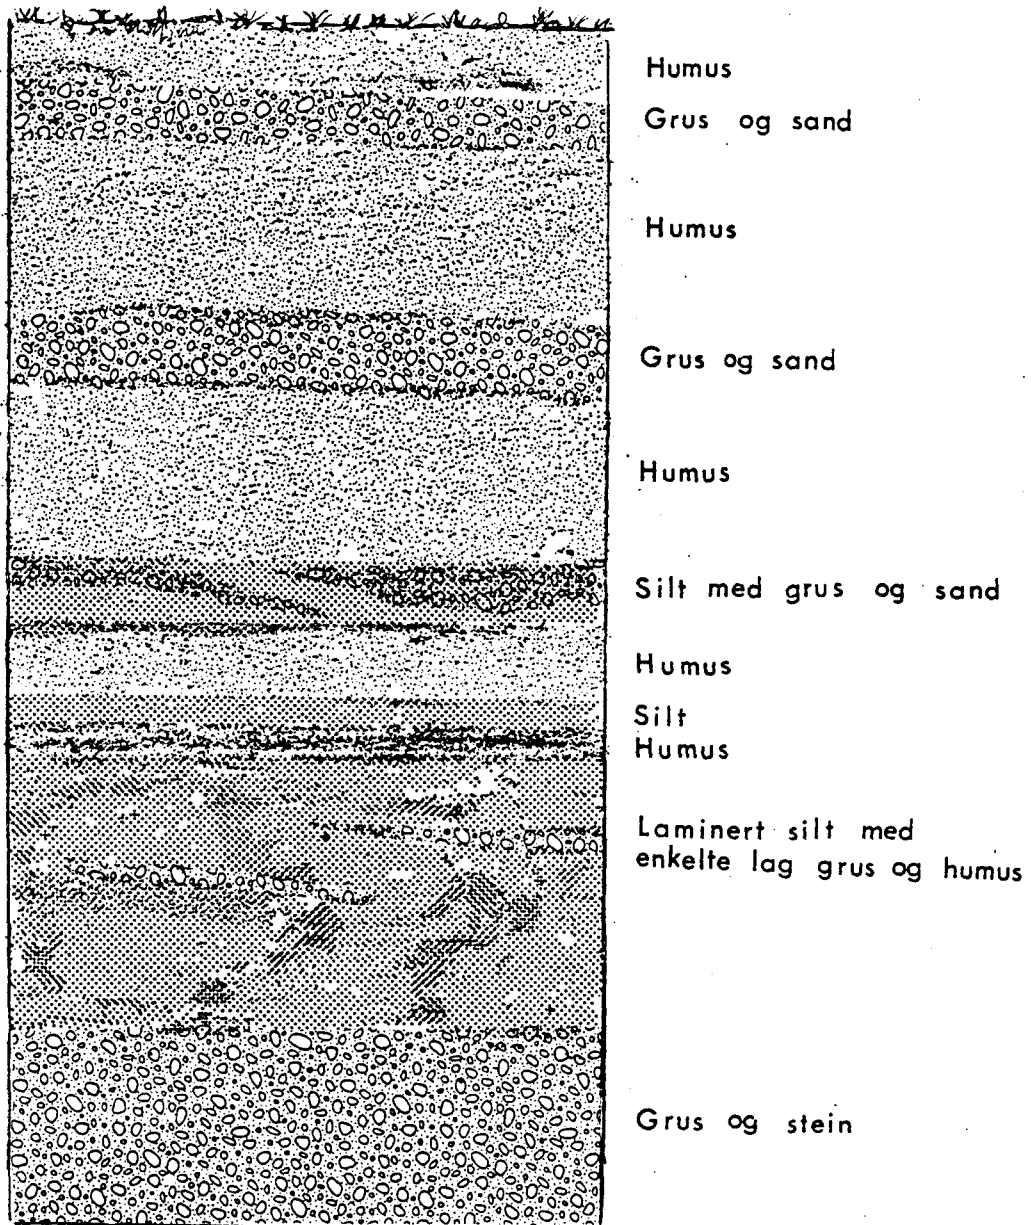 Humus
Grus og sand
Humus
Grus og sand
Humus
Silt med grus og sand
Humus
Silt
Humus
Laminert silt med
enkelte lag grus og humus
Grus og stein